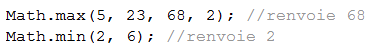 Math.max(5, 23, 68, 2); //renvoie 68
Math.min(2, 6); //renvoie 2